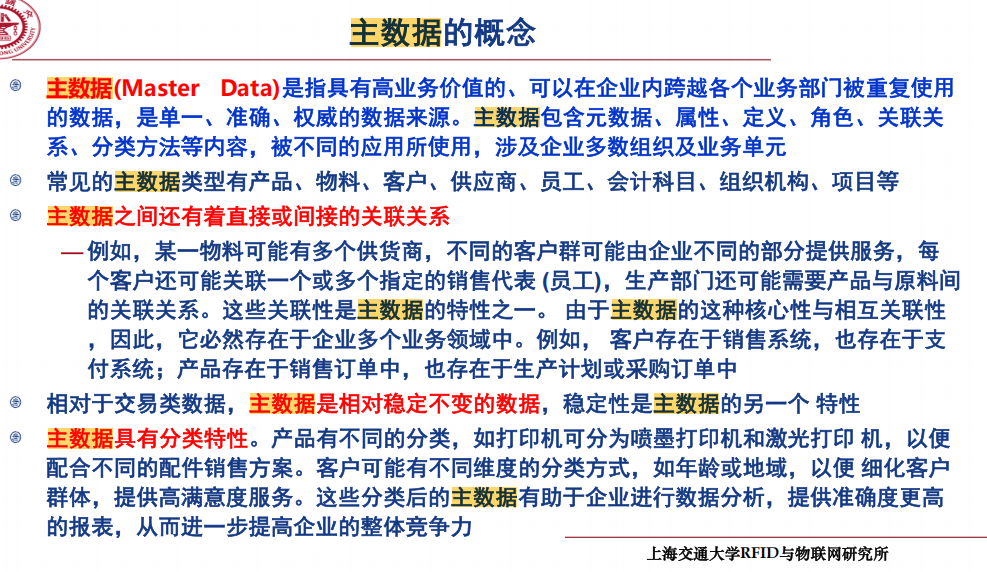 主数据的概念
主数据(Master Data)是指具有高业务价值的、可以在企业内跨越各个业务部门被重复使用
的数据，是单一、准确、权威的数据来源。主数据包含元数据、属性、定义、角色、关联关
系、分类方法等内容，被不同的应用所使用，涉及企业多数组织及业务单元
常见的主数据类型有产品、物料、客户、供应商、员工、会计科目、组织机构、项目等
主数据之间还有着直接或间接的关联关系
—例如，某一物料可能有多个供货商，不同的客户群可能由企业不同的部分提供服务，每
个客户还可能关联一个或多个指定的销售代表 (员工)，生产部门还可能需要产品与原料间
的关联关系。这些关联性是主数据的特性之一。 由于主数据的这种核心性与相互关联性
，因此，它必然存在于企业多个业务领域中。例如， 客户存在于销售系统，也存在于支
付系统；产品存在于销售订单中，也存在于生产计划或采购订单中
相对于交易类数据，主数据是相对稳定不变的数据，稳定性是主数据的另一个 特性
主数据具有分类特性。产品有不同的分类，如打印机可分为喷墨打印机和激光打印 机，以便
配合不同的配件销售方案。客户可能有不同维度的分类方式，如年龄或地域，以便 细化客户
群体，提供高满意度服务。这些分类后的主数据有助于企业进行数据分析，提供准确度更高
的报表，从而进一步提高企业的整体竞争力
上海交通大学RFID与物联网研究所